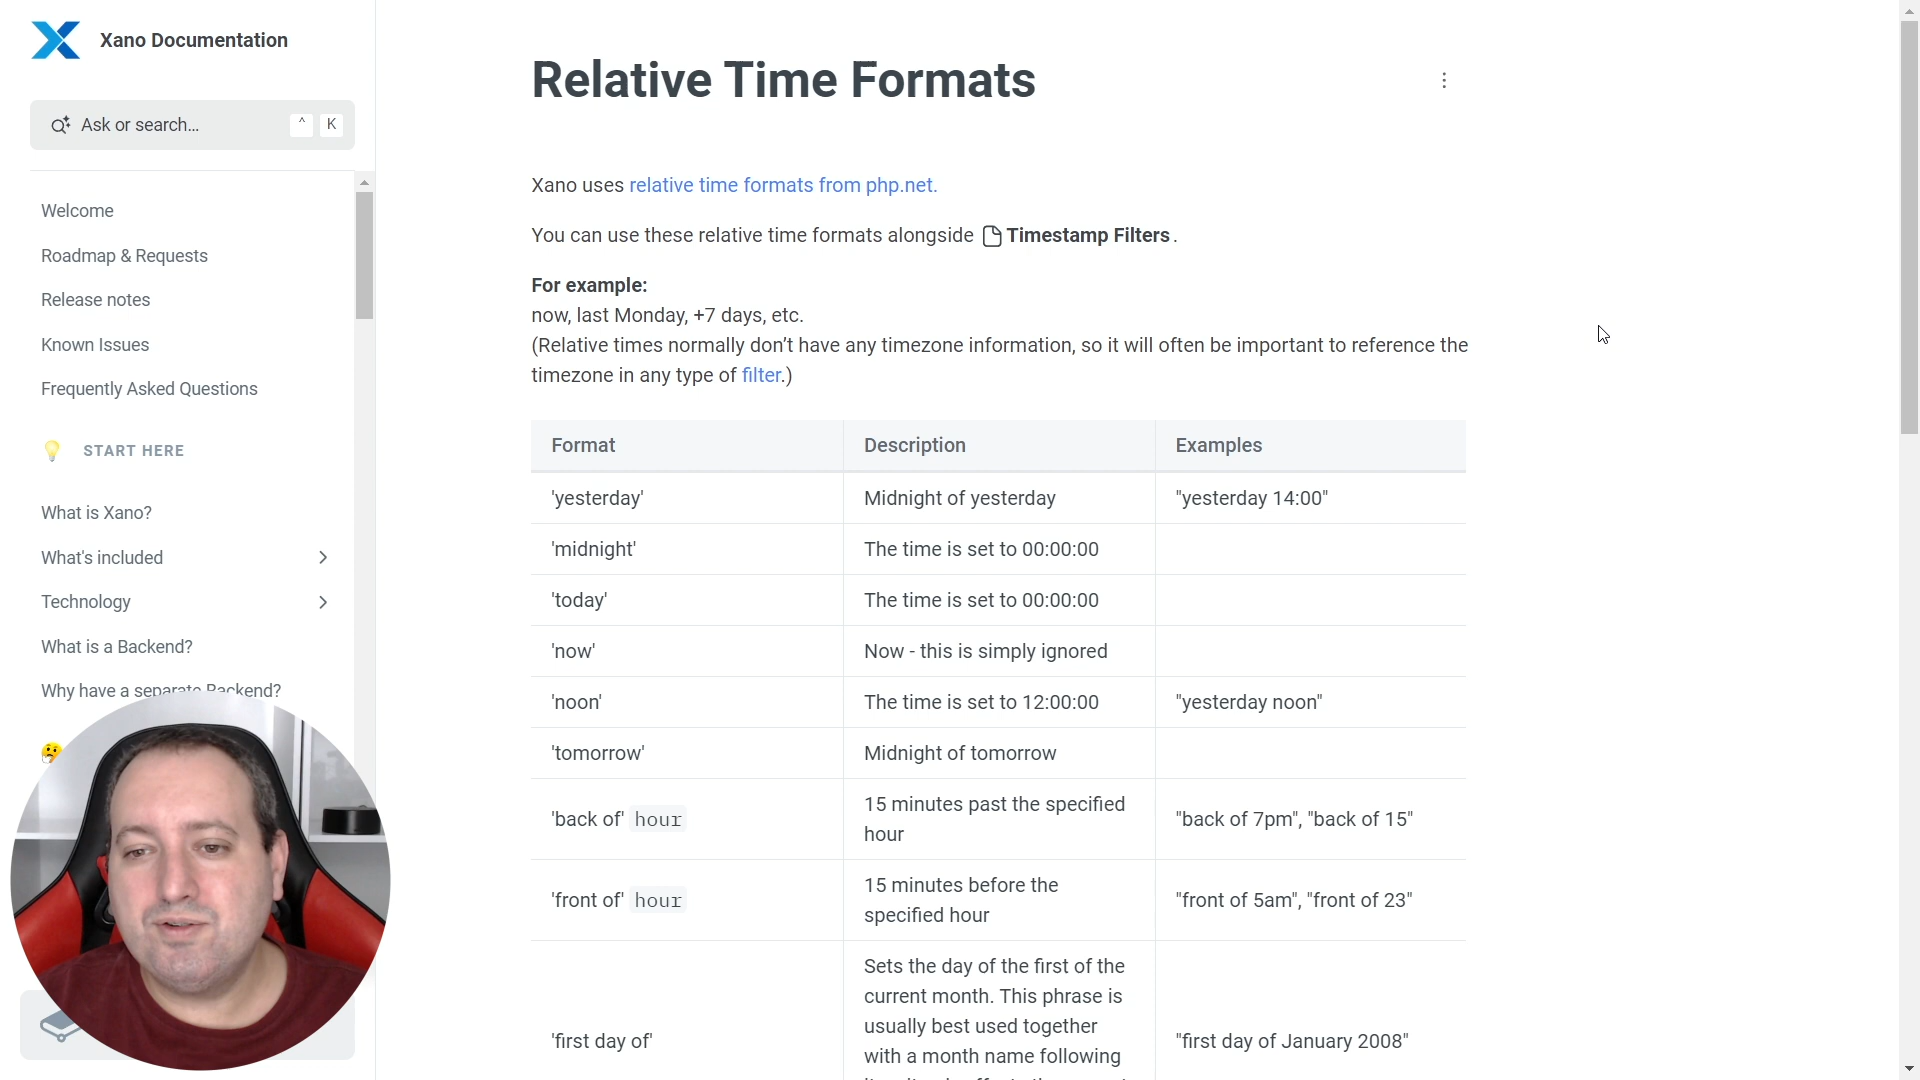 Xano Documentation
Ask or search...
^ K
Welcome
Roadmap & Requests
Release notes
Known Issues
Frequently Asked Questions
START HERE
What is Xano?
What's included
Technology
What is a Backend?
Why have a separate Backend?
Relative Time Formats
Xano uses relative time formats from php.net.
You can use these relative time formats alongside Timestamp Filters.
For example:
now, last Monday, +7 days, etc.
(Relative times normally don't have any timezone information, so it will often be important to reference the
timezone in any type of filter.)
Format Description Examples
'yesterday' Midnight of yesterday "yesterday 14:00"
'midnight' The time is set to 00:00:00
'today' The time is set to 00:00:00
'now' Now - this is simply ignored
'noon' The time is set to 12:00:00 "yesterday noon"
'tomorrow' Midnight of tomorrow
'back of' hour 15 minutes past the specified
hour "back of 7pm", "back of 15"
'front of' hour 15 minutes before the
specified hour "front of 5am", "front of 23"
'first day of' Sets the day of the first of the
current month. This phrase is
usually best used together
with a month name following
"first day of January 2008"